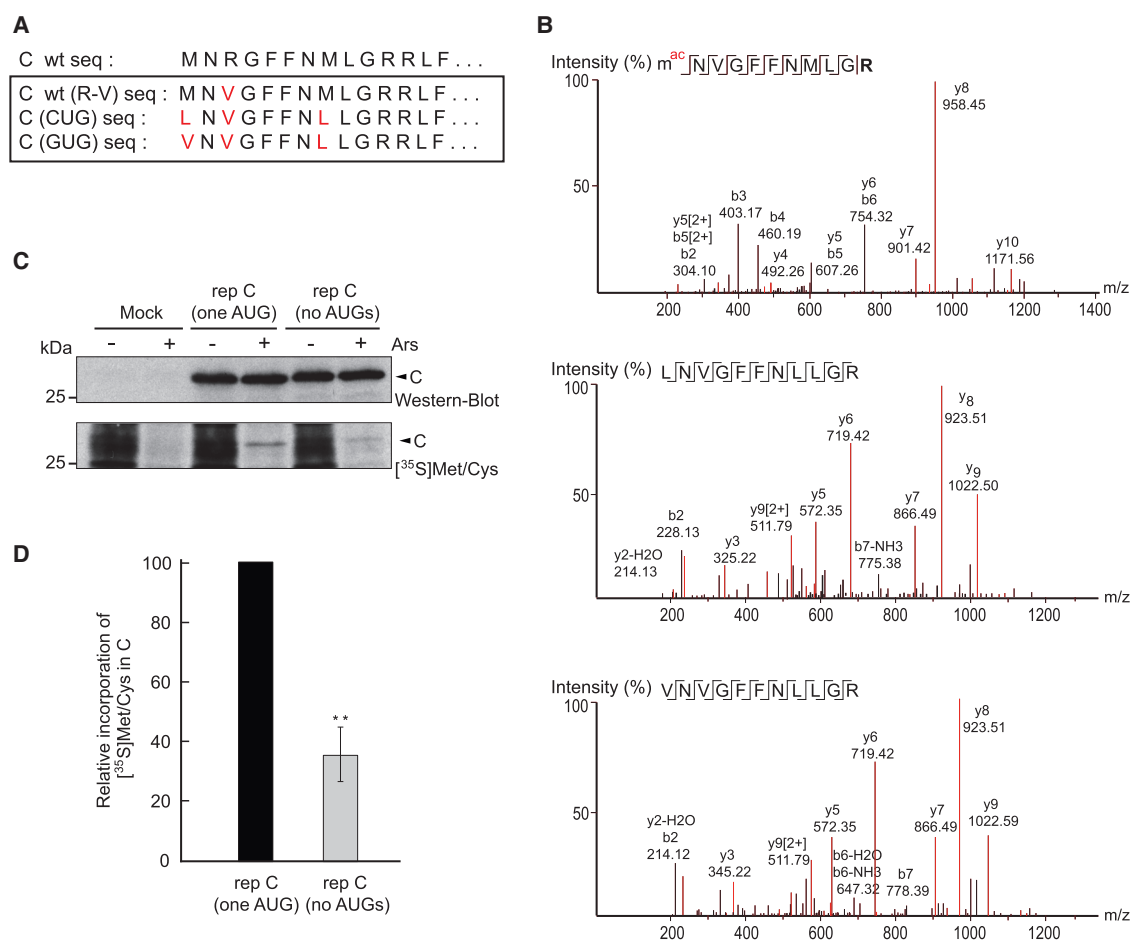 A
C wt seq : M N R G F F N M L G R R L F . . .
C wt (R-V) seq : M N V G F F N M L G R R L F . . .
C (CUG) seq : L N V G F F N L L G R R L F . . .
C (GUG) seq : V N V G F F N L L G R R L F . . .
B
Intensity (%) m ac N V G F F N M L G R
100
50
y5[2+]
b5[2+]
b2
304.10
b3
403.17
b4
460.19
y4
492.26
y5
b5
607.26
y6
b6
754.32
y7
901.42
y8
958.45
y10
1171.56
200 400 600 800 1000 1200 1400 m/z
Intensity (%) L N V G F F N L L G R
100
50
y2-H2O
214.13
b2
228.13
y3
325.22
y9[2+]
511.79
y5
572.35
y6
719.42
b7-NH3
775.38
y7
866.49
y8
923.51
y9
1022.50
200 400 600 800 1000 1200 m/z
Intensity (%) V N V G F F N L L G R
100
50
y2-H2O
b2
214.12
y3
345.22
y9[2+]
511.79
y5
572.35
y6
719.42
b6-H2O
b6-NH3
647.32
b7
778.39
y7
866.49
y8
923.51
y9
1022.59
200 400 600 800 1000 1200 m/z
C
Mock rep C (one AUG) rep C (no AUGs)
kDa - + - + - + Ars
25
C
Western-Blot
25
C
[35S]Met/Cys
D
Relative incorporation of
[35S]Met/Cys in C
100
80
60
40
20
0
* *
rep C (one AUG)
rep C (no AUGs)